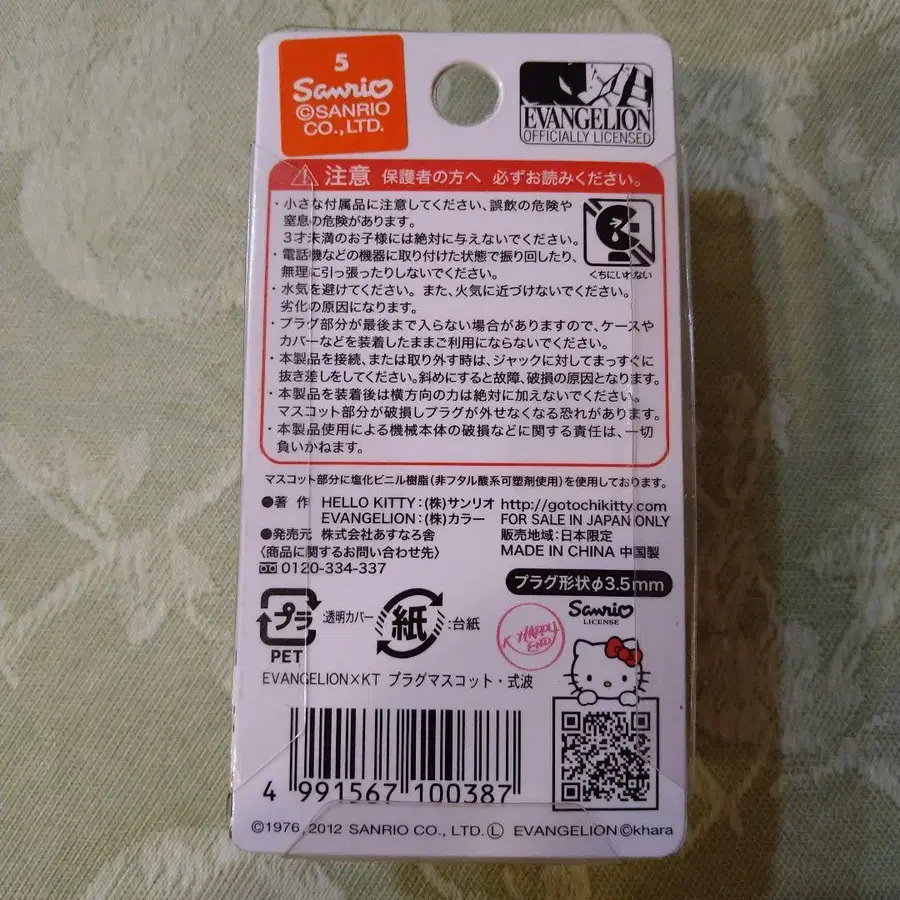 5
Sanrio
©SANRIO
CO., LTD.
EVANGELION
OFFICIALLY LICENSED
注意 保護者の方へ 必ずお読みください。
・小さな付属品に注意してください、誤飲の危険や
窒息の危険があります。
3才未満のお子様には絶対に与えないでください。
くちにいれない
・電話機などの機器に取り付けた状態で振り回したり、
無理に引っ張ったりしないでください。
・水気を避けてください。また、火気に近づけないでください。
劣化の原因になります。
・プラグ部分が最後まで入らない場合がありますので、ケースや
カバーなどを装着したままご利用にならないでください。
・本製品を接続、または取り外す時は、ジャックに対してまっすぐに
抜き差しをしてください。斜めにすると故障、破損の原因となります。
・本製品を装着後は横方向の力は絶対に加えないでください。
マスコット部分が破損しプラグが外せなくなる恐れがあります。
・本製品使用による機械本体の破損などに関する責任は、一切
負いかねます。
マスコット部分に塩化ビニル樹脂(非フタル酸系可塑剤使用)を使用しております。
●著 作 HELLO KITTY:(株)サンリオ http://gotochikitty.com
EVANGELION:(株)カラー FOR SALE IN JAPAN ONLY
●発売元 株式会社あすなろ舎 販売地域:日本限定
〈商品に関するお問い合わせ先〉 MADE IN CHINA 中国製
0120-334-337
プラグ形状φ3.5mm
プラ :透明カバー 紙 :台紙
PET
HAPPY
END
Sanrio
LICENSE
EVANGELION×KT プラグマスコット・式波
4 991567 100387
©1976, 2012 SANRIO CO., LTD. Ⓛ EVANGELION ©khara